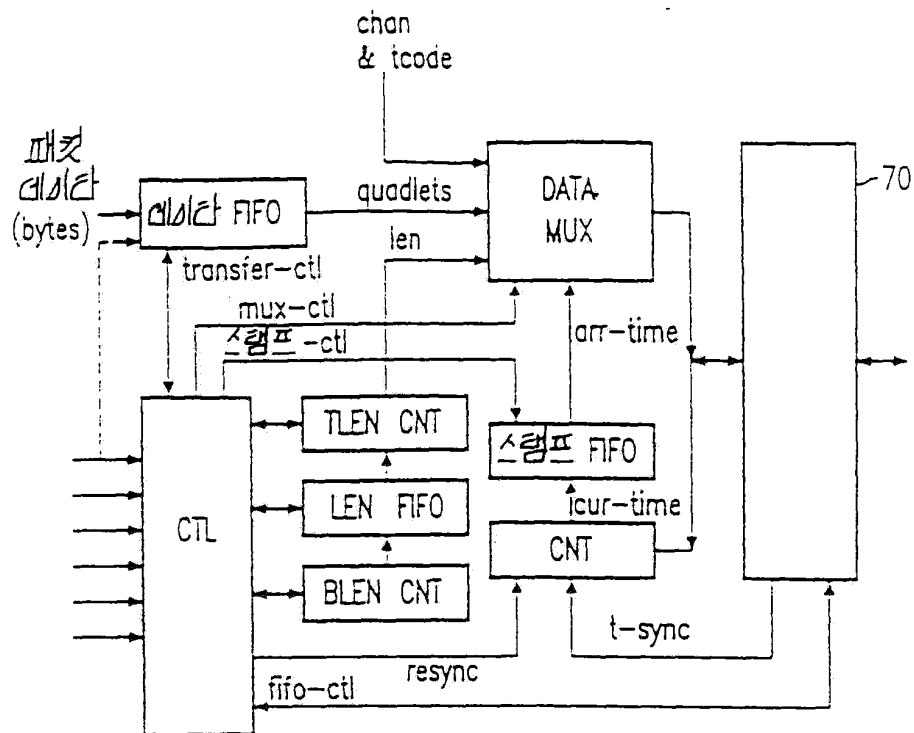 chan
& tcode
패킷
데이타
(bytes)
데이타 FIFO
quadlets
DATA
MUX
70
len
transfer-ctl
mux-ctl
스탬프-ctl
arr-time
TLEN CNT
스탬프 FIFO
LEN FIFO
icur-time
CTL
CNT
BLEN CNT
t-sync
resync
fifo-ctl